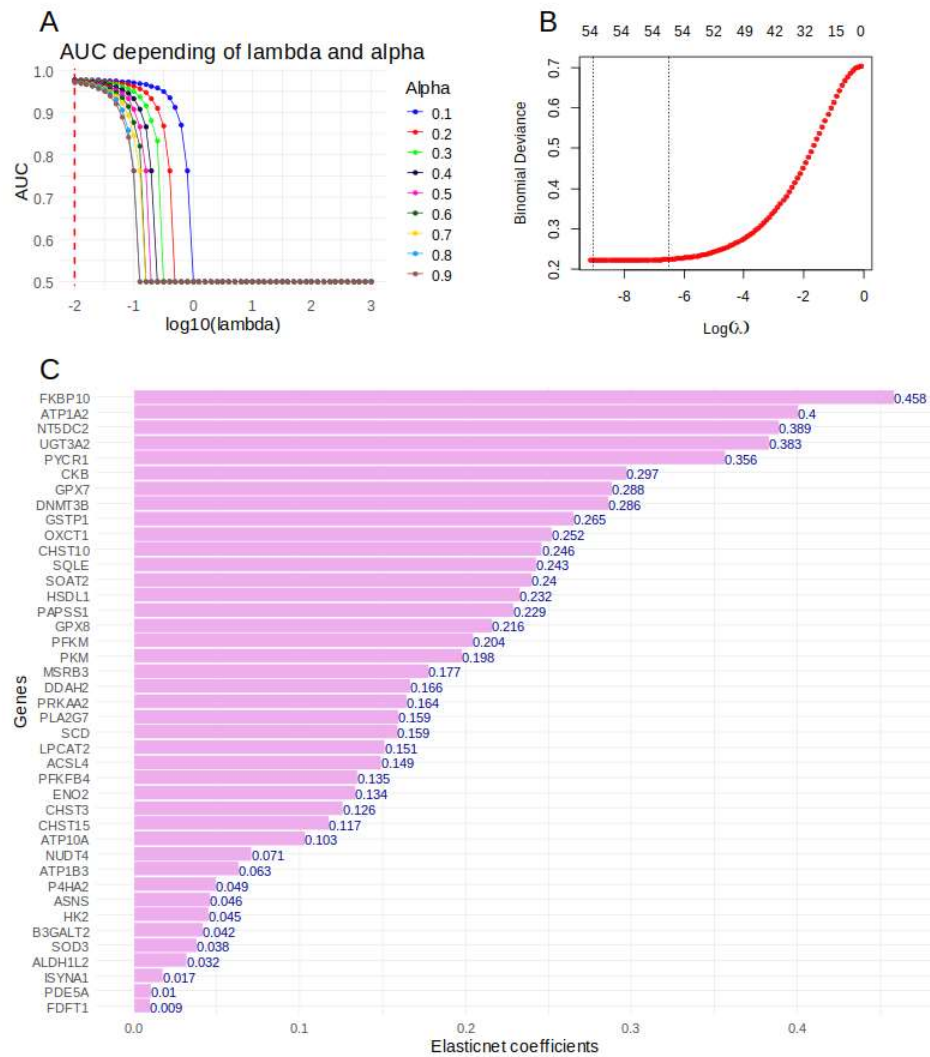 A
AUC depending of lambda and alpha
1.0
0.9
0.8
0.7
0.6
0.5
AUC
-2
-1
0
1
2
3
log10(lambda)
Alpha
0.1
0.2
0.3
0.4
0.5
0.6
0.7
0.8
0.9
B
54 54 54 54 52 49 42 32 15 0
0.7
0.6
0.5
0.4
0.3
0.2
Binomial Deviance
-8 -6 -4 -2 0
Log(λ)
C
FKBP10 0.458
ATP1A2 0.4
NT5DC2 0.389
UGT3A2 0.383
PYCR1 0.356
CKB 0.297
GPX7 0.288
DNMT3B 0.286
GSTP1 0.265
OXCT1 0.252
CHST10 0.246
SQLE 0.243
SOAT2 0.24
HSDL1 0.232
PAPSS1 0.229
GPX8 0.216
PFKM 0.204
PKM 0.198
MSRB3 0.177
DDAH2 0.166
PRKAA2 0.164
PLA2G7 0.159
SCD 0.159
LPCAT2 0.151
ACSL4 0.149
PFKFB4 0.135
ENO2 0.134
CHST3 0.126
CHST15 0.117
ATP10A 0.103
NUDT4 0.071
ATP1B3 0.063
P4HA2 0.049
ASNS 0.046
HK2 0.045
B3GALT2 0.042
SOD3 0.038
ALDH1L2 0.032
ISYNA1 0.017
PDE5A 0.01
FDFT1 0.009
Genes
0.0 0.1 0.2 0.3 0.4
Elasticnet coefficients